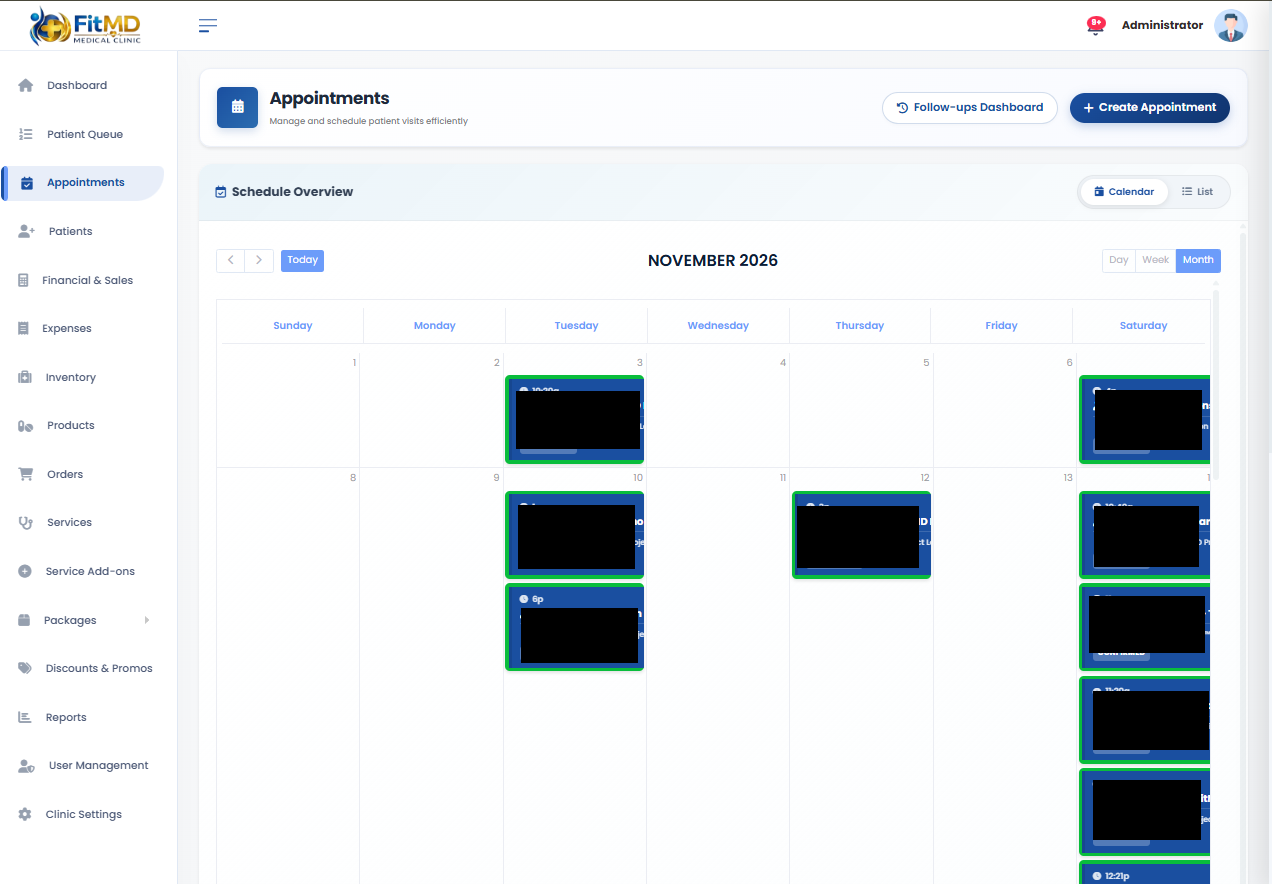 FitMD
MEDICAL CLINIC
9+
Administrator
Dashboard
Patient Queue
Appointments
Patients
Financial & Sales
Expenses
Inventory
Products
Orders
Services
Service Add-ons
Packages
Discounts & Promos
Reports
User Management
Clinic Settings
Appointments
Manage and schedule patient visits efficiently
Follow-ups Dashboard
Create Appointment
Schedule Overview
Calendar
List
Today
NOVEMBER 2026
Day
Week
Month
Sunday
Monday
Tuesday
Wednesday
Thursday
Friday
Saturday
1
2
3
4
5
6
8
9
10
11
12
13
6p
12:21p